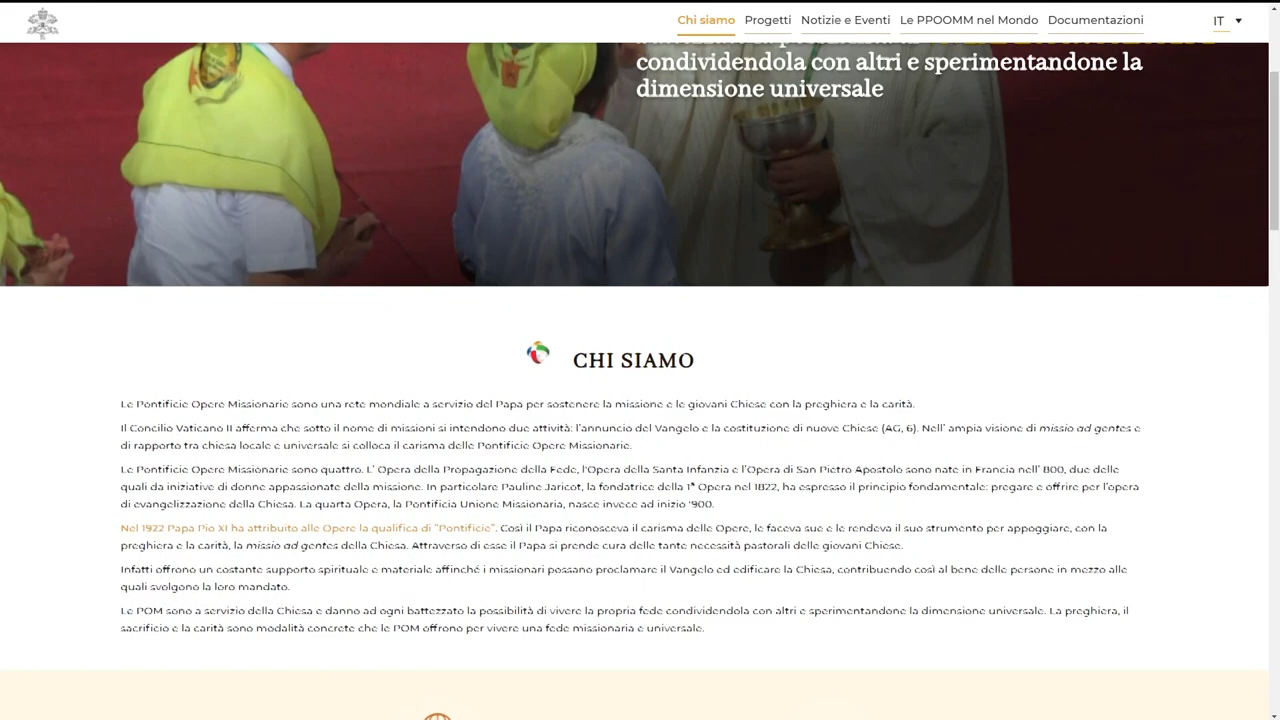 Chi siamo Progetti Notizie e Eventi Le PPOOMM nel Mondo Documentazioni IT
condividendola con altri e sperimentandone la
dimensione universale
CHI SIAMO
Le Pontificie Opere Missionarie sono una rete mondiale a servizio del Papa per sostenere la missione e le giovani Chiese con la preghiera e la carità.
Il Concilio Vaticano II afferma che sotto il nome di missioni si intendono due attività: l'annuncio del Vangelo e la costituzione di nuove Chiese (AG, 6). Nell' ampia visione di missio ad gentes e
di rapporto tra chiesa locale e universale si colloca il carisma delle Pontificie Opere Missionarie.
Le Pontificie Opere Missionarie sono quattro. L' Opera della Propagazione della Fede, l'Opera della Santa Infanzia e l'Opera di San Pietro Apostolo sono nate in Francia nell' 800, due delle
quali da iniziative di donne appassionate della missione. In particolare Pauline Jaricot, la fondatrice della 1ª Opera nel 1822, ha espresso il principio fondamentale: pregare e offrire per l'opera
di evangelizzazione della Chiesa. La quarta Opera, la Pontificia Unione Missionaria, nasce invece ad inizio '900.
Nel 1922 Papa Pio XI ha attribuito alle Opere la qualifica di "Pontificie". Così il Papa riconosceva il carisma delle Opere, le faceva sue e le rendeva il suo strumento per appoggiare, con la
preghiera e la carità, la missio ad gentes della Chiesa. Attraverso di esse il Papa si prende cura delle tante necessità pastorali delle giovani Chiese.
Infatti offrono un costante supporto spirituale e materiale affinché i missionari possano proclamare il Vangelo ed edificare la Chiesa, contribuendo così al bene delle persone in mezzo alle
quali svolgono la loro mandato.
Le POM sono a servizio della Chiesa e danno ad ogni battezzato la possibilità di vivere la propria fede condividendola con altri e sperimentandone la dimensione universale. La preghiera, il
sacrificio e la carità sono modalità concrete che le POM offrono per vivere una fede missionaria e universale.